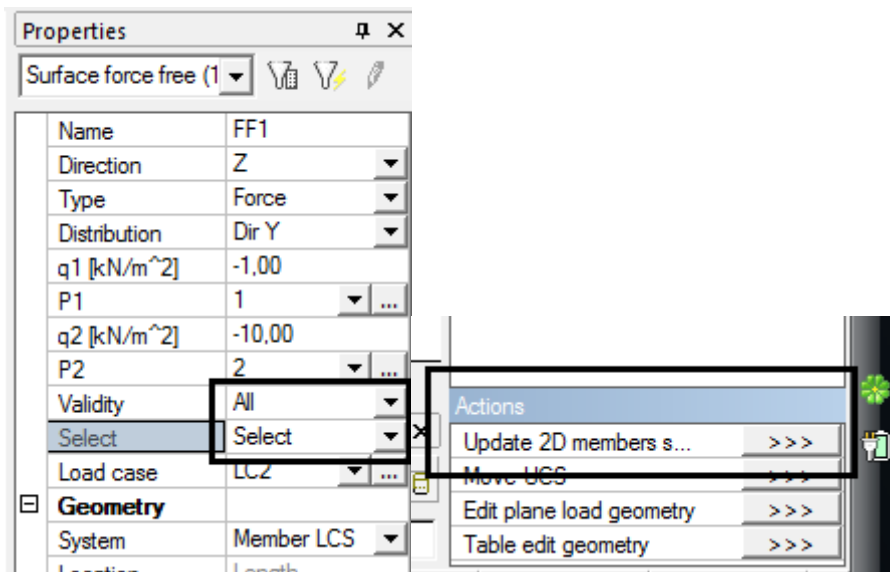 Properties
Surface force free (1
Name FF1
Direction Z
Type Force
Distribution Dir Y
q1 [kN/m^2] -1,00
P1 1 ...
q2 [kN/m^2] -10,00
P2 2 ...
Validity All
Select Select
Load case LC2 ...
Geometry
System Member LCS
Location Length
Actions
Update 2D members s... >>>
Move UCS >>>
Edit plane load geometry >>>
Table edit geometry >>>